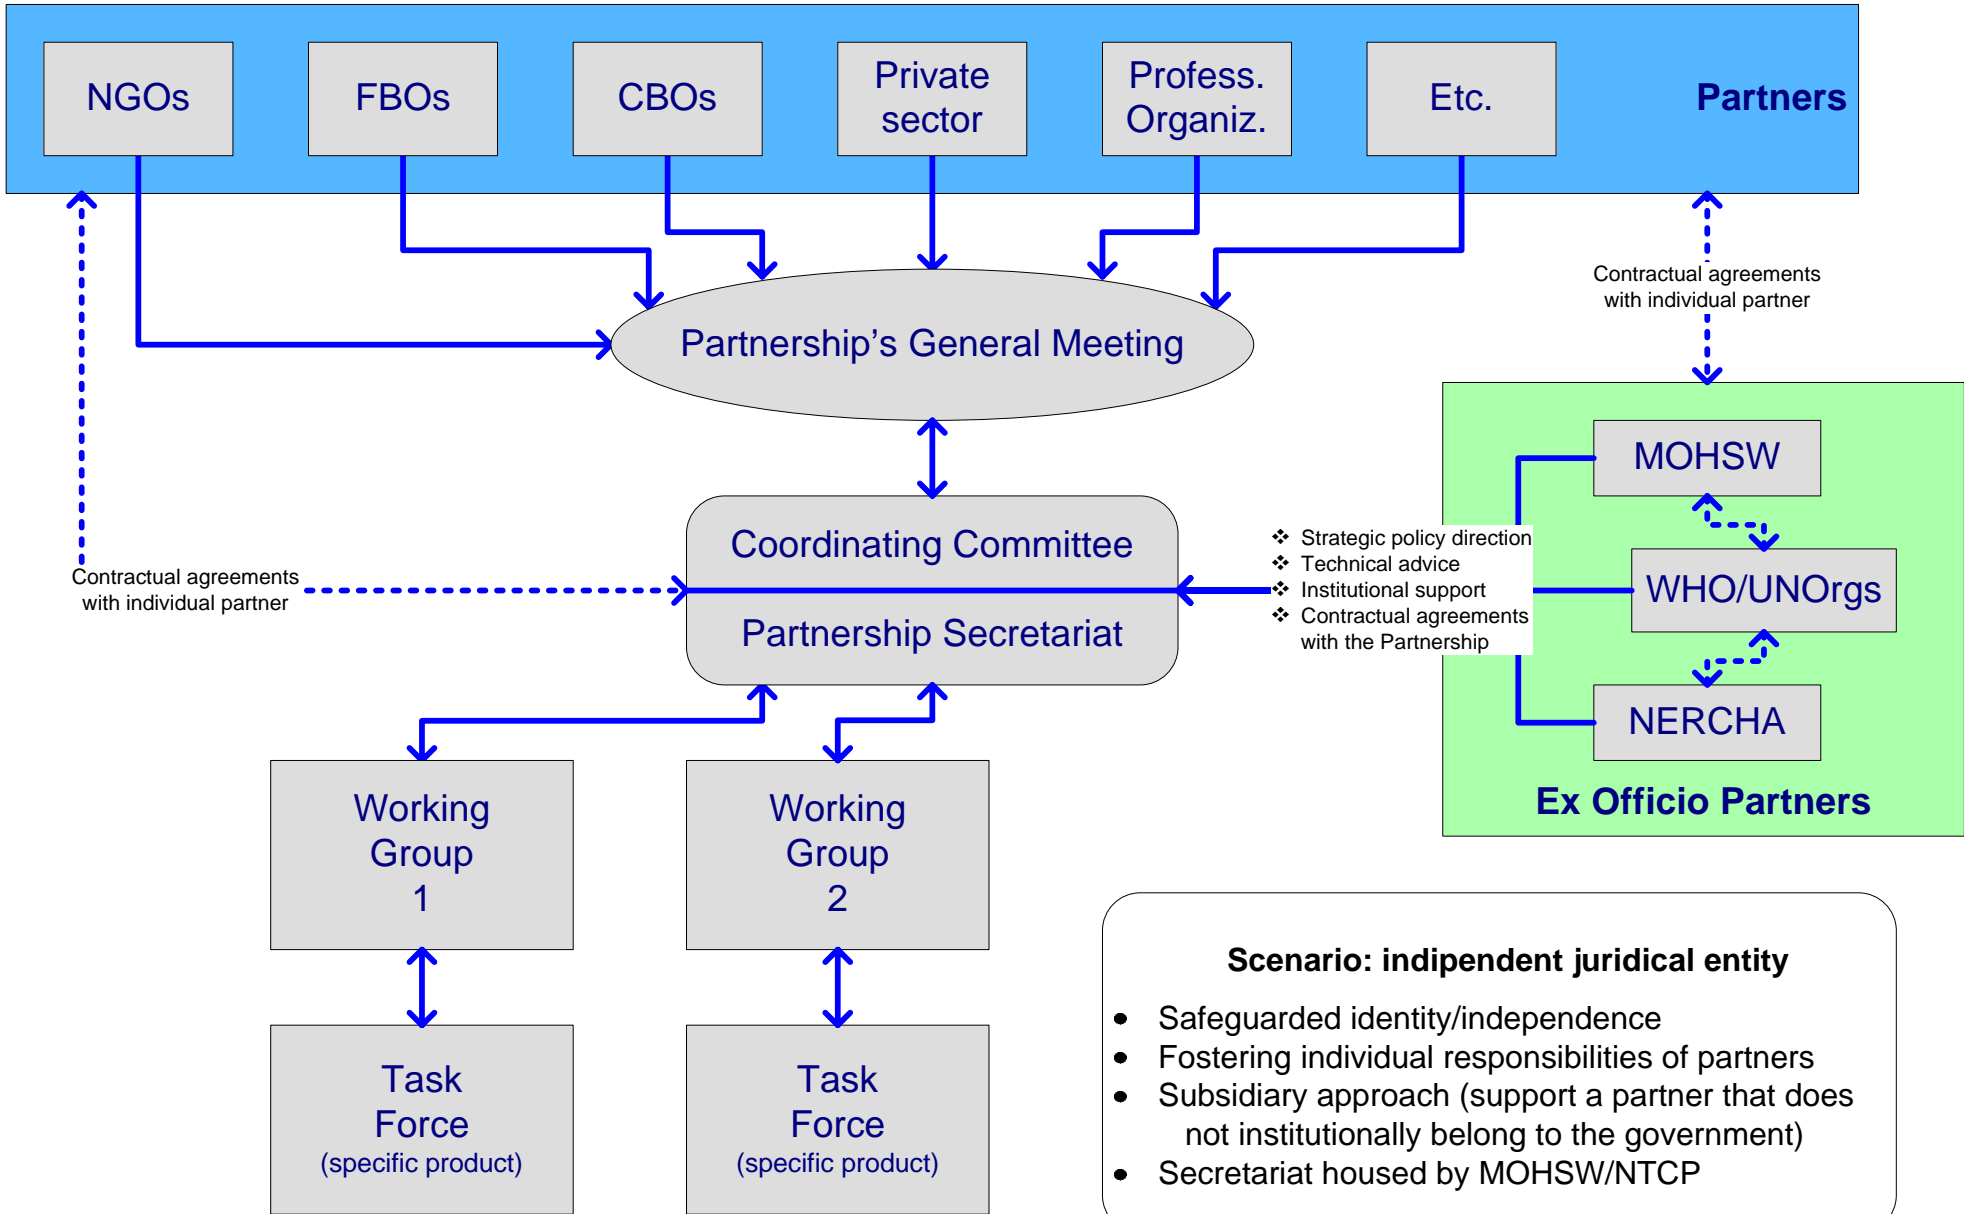 NGOs
FBOs
CBOs
Private
sector
Profess.
Organiz.
Etc.
Partners
Contractual agreements
with individual partner
Partnership’s General Meeting
MOHSW
Coordinating Committee
❖ Strategic policy direction
❖ Technical advice
❖ Institutional support
❖ Contractual agreements
with the Partnership
Contractual agreements
with individual partner
WHO/UNOrgs
Partnership Secretariat
NERCHA
Ex Officio Partners
Working
Group
1
Working
Group
2
Task
Force
(specific product)
Task
Force
(specific product)
Scenario: indipendent juridical entity
• Safeguarded identity/independence
• Fostering individual responsibilities of partners
• Subsidiary approach (support a partner that does
not institutionally belong to the government)
• Secretariat housed by MOHSW/NTCP